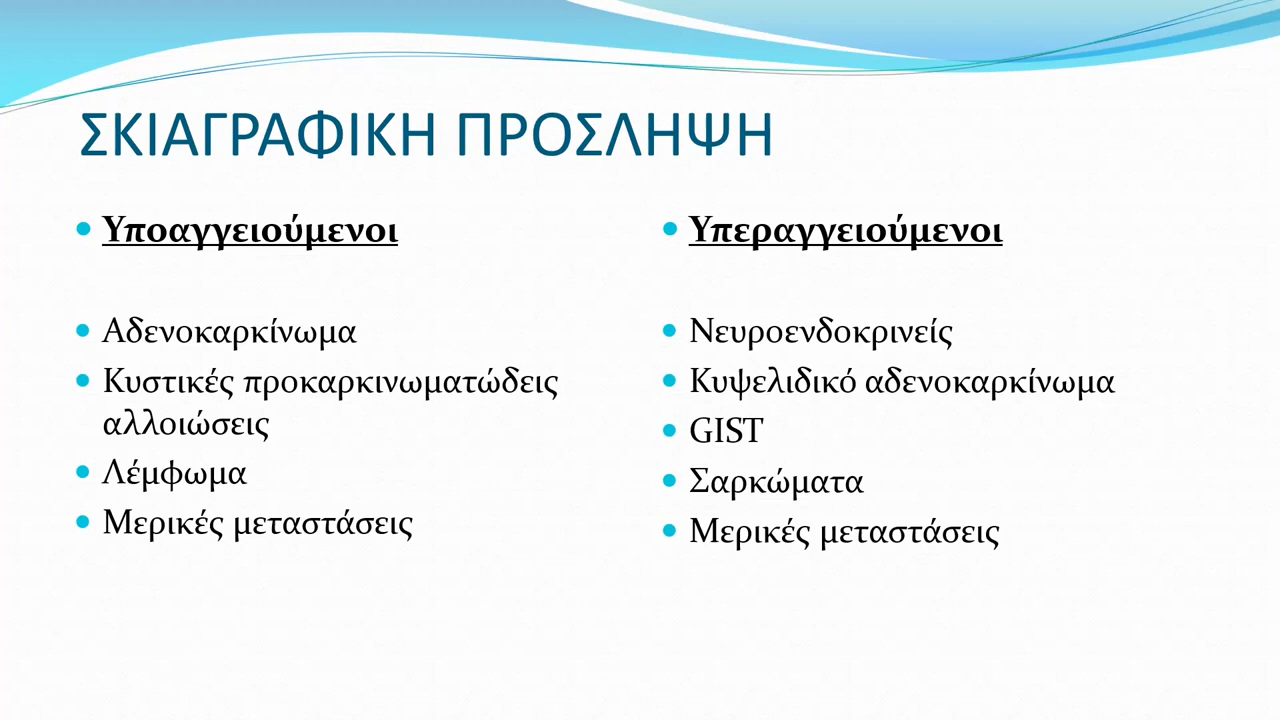 ΣΚΙΑΓΡΑΦΙΚΗ ΠΡΟΣΛΗΨΗ
Υποαγγειούμενοι
Αδενοκαρκίνωμα
Κυστικές προκαρκινωματώδεις
αλλοιώσεις
Λέμφωμα
Μερικές μεταστάσεις
Υπεραγγειούμενοι
Νευροενδοκρινείς
Κυψελιδικό αδενοκαρκίνωμα
GIST
Σαρκώματα
Μερικές μεταστάσεις